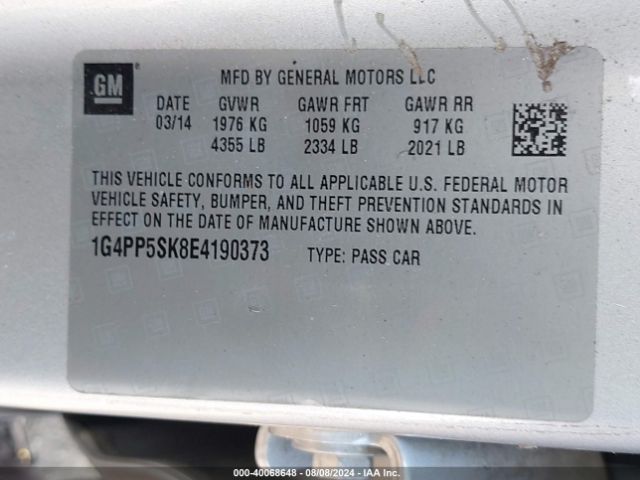 GM
MFD BY GENERAL MOTORS LLC
DATE GVWR GAWR FRT GAWR RR
03/14 1976 KG 1059 KG 917 KG
4355 LB 2334 LB 2021 LB
THIS VEHICLE CONFORMS TO ALL APPLICABLE U.S. FEDERAL MOTOR
VEHICLE SAFETY, BUMPER, AND THEFT PREVENTION STANDARDS IN
EFFECT ON THE DATE OF MANUFACTURE SHOWN ABOVE.
1G4PP5SK8E4190373 TYPE: PASS CAR
000-40068648 - 08/08/2024 - IAA Inc.